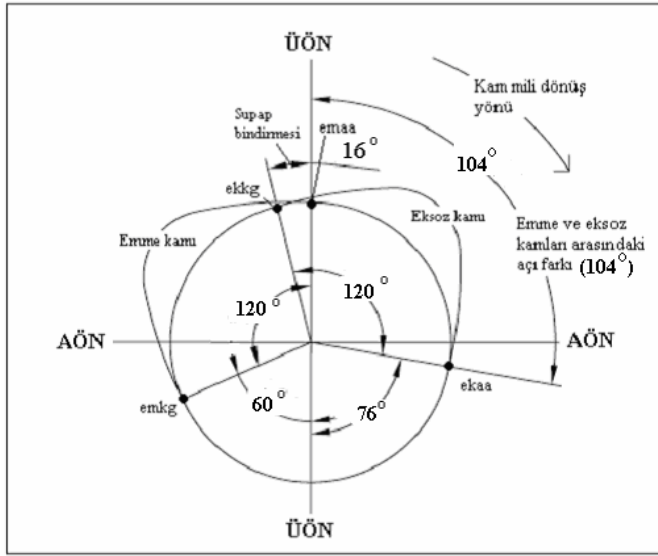 ÜÖN
Kam mili dönüş
yönü
Supap
bindirmesi
emaa
16°
104°
ekkg
Emme kamı
Eksoz kamı
Emme ve eksoz
kamları arasındaki
açı farkı (104°)
120°
120°
AÖN
AÖN
emkg
60°
76°
ekaa
ÜÖN